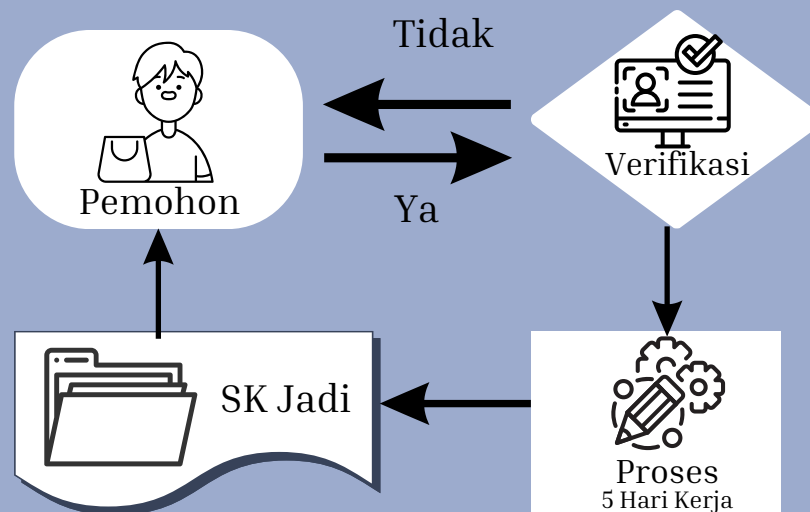 Tidak
Pemohon
Verifikasi
Ya
SK Jadi
Proses
5 Hari Kerja